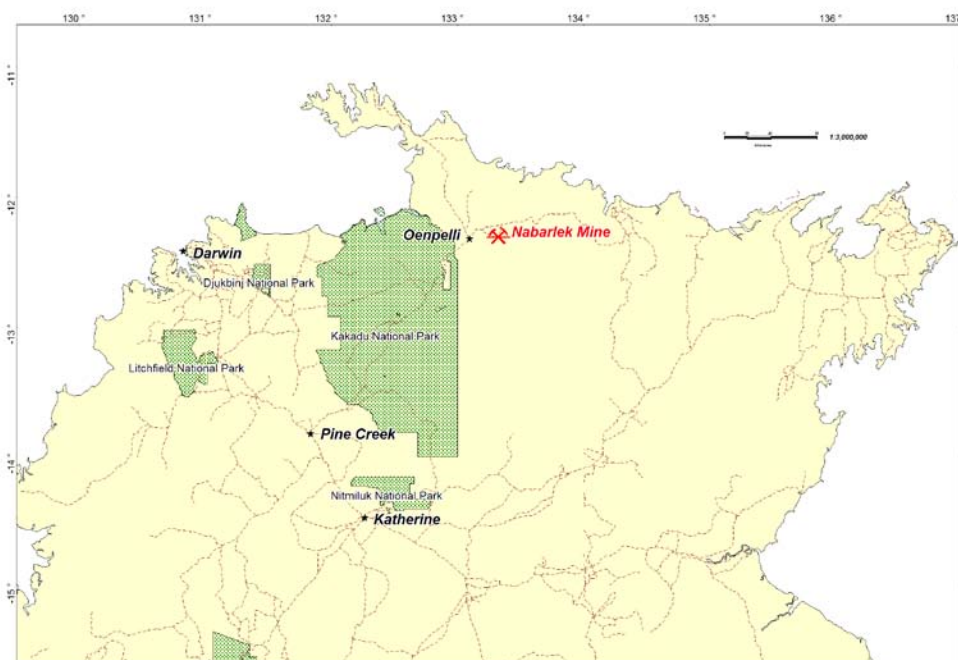 130 ° 131 ° 132 ° 133 ° 134 ° 135 ° 136 ° 137
-11 °
1:3,000,000
-12 °
Oenpelli Nabarlek Mine
Darwin
Djukbinj National Park
-13 °
Kakadu National Park
Litchfield National Park
Pine Creek
-14 °
Nitmiluk National Park
Katherine
-15 °